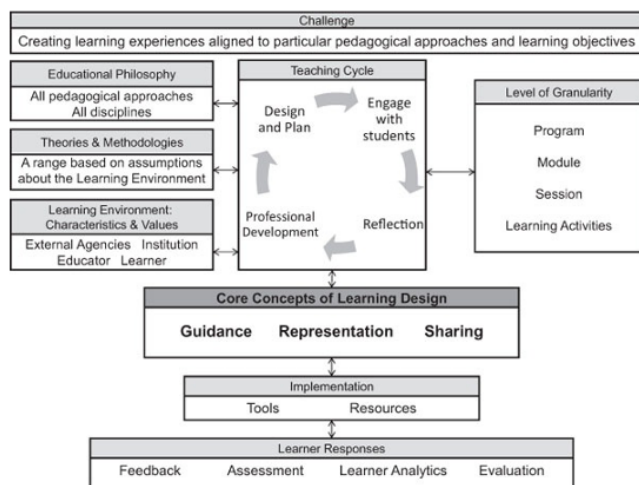 Challenge
Creating learning experiences aligned to particular pedagogical approaches and learning objectives
Educational Philosophy
All pedagogical approaches
All disciplines
Theories & Methodologies
A range based on assumptions
about the Learning Environment
Learning Environment:
Characteristics & Values
External Agencies Institution
Educator Learner
Teaching Cycle
Design
and Plan
Engage
with
students
Reflection
Professional
Development
Level of Granularity
Program
Module
Session
Learning Activities
Core Concepts of Learning Design
Guidance Representation Sharing
Implementation
Tools Resources
Learner Responses
Feedback Assessment Learner Analytics Evaluation